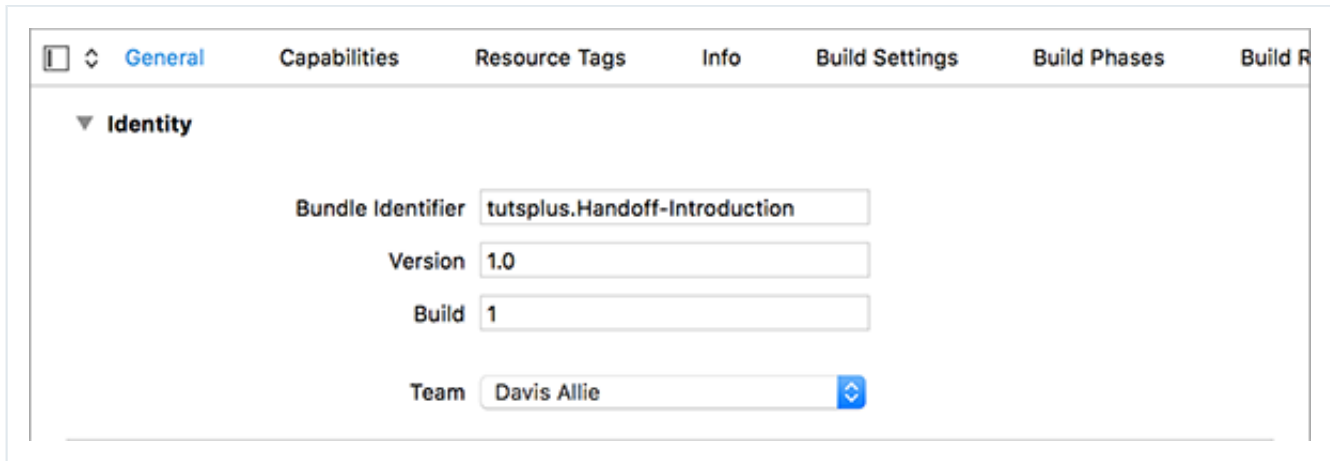 General Capabilities Resource Tags Info Build Settings Build Phases Build R
Identity
Bundle Identifier tutsplus.Handoff-Introduction
Version 1.0
Build 1
Team Davis Allie